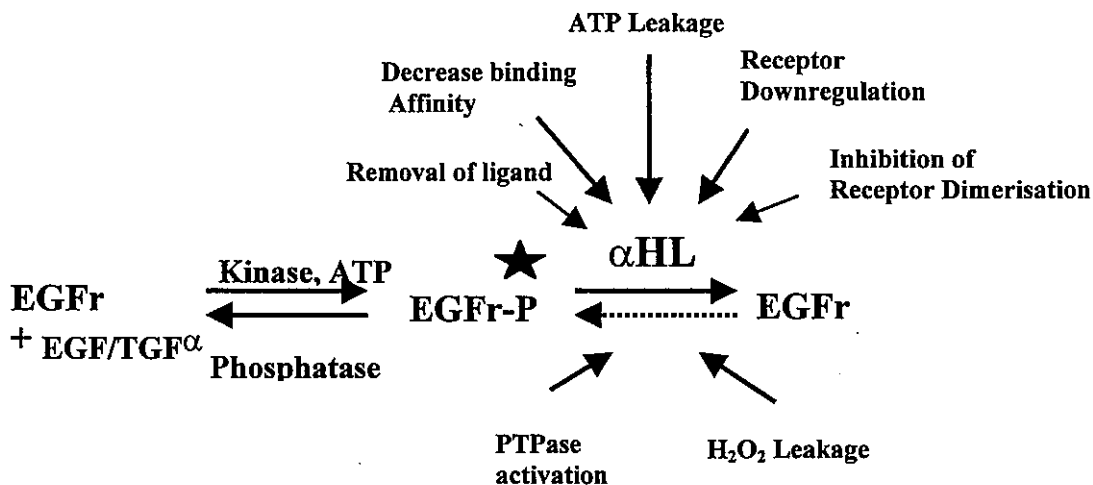 ATP Leakage
Decrease binding
Affinity
Receptor
Downregulation
Removal of ligand
Inhibition of
Receptor Dimerisation
αHL
Kinase, ATP
EGFr
+ EGF/TGFα
EGFr-P
EGFr
Phosphatase
PTPase
activation
H₂O₂ Leakage